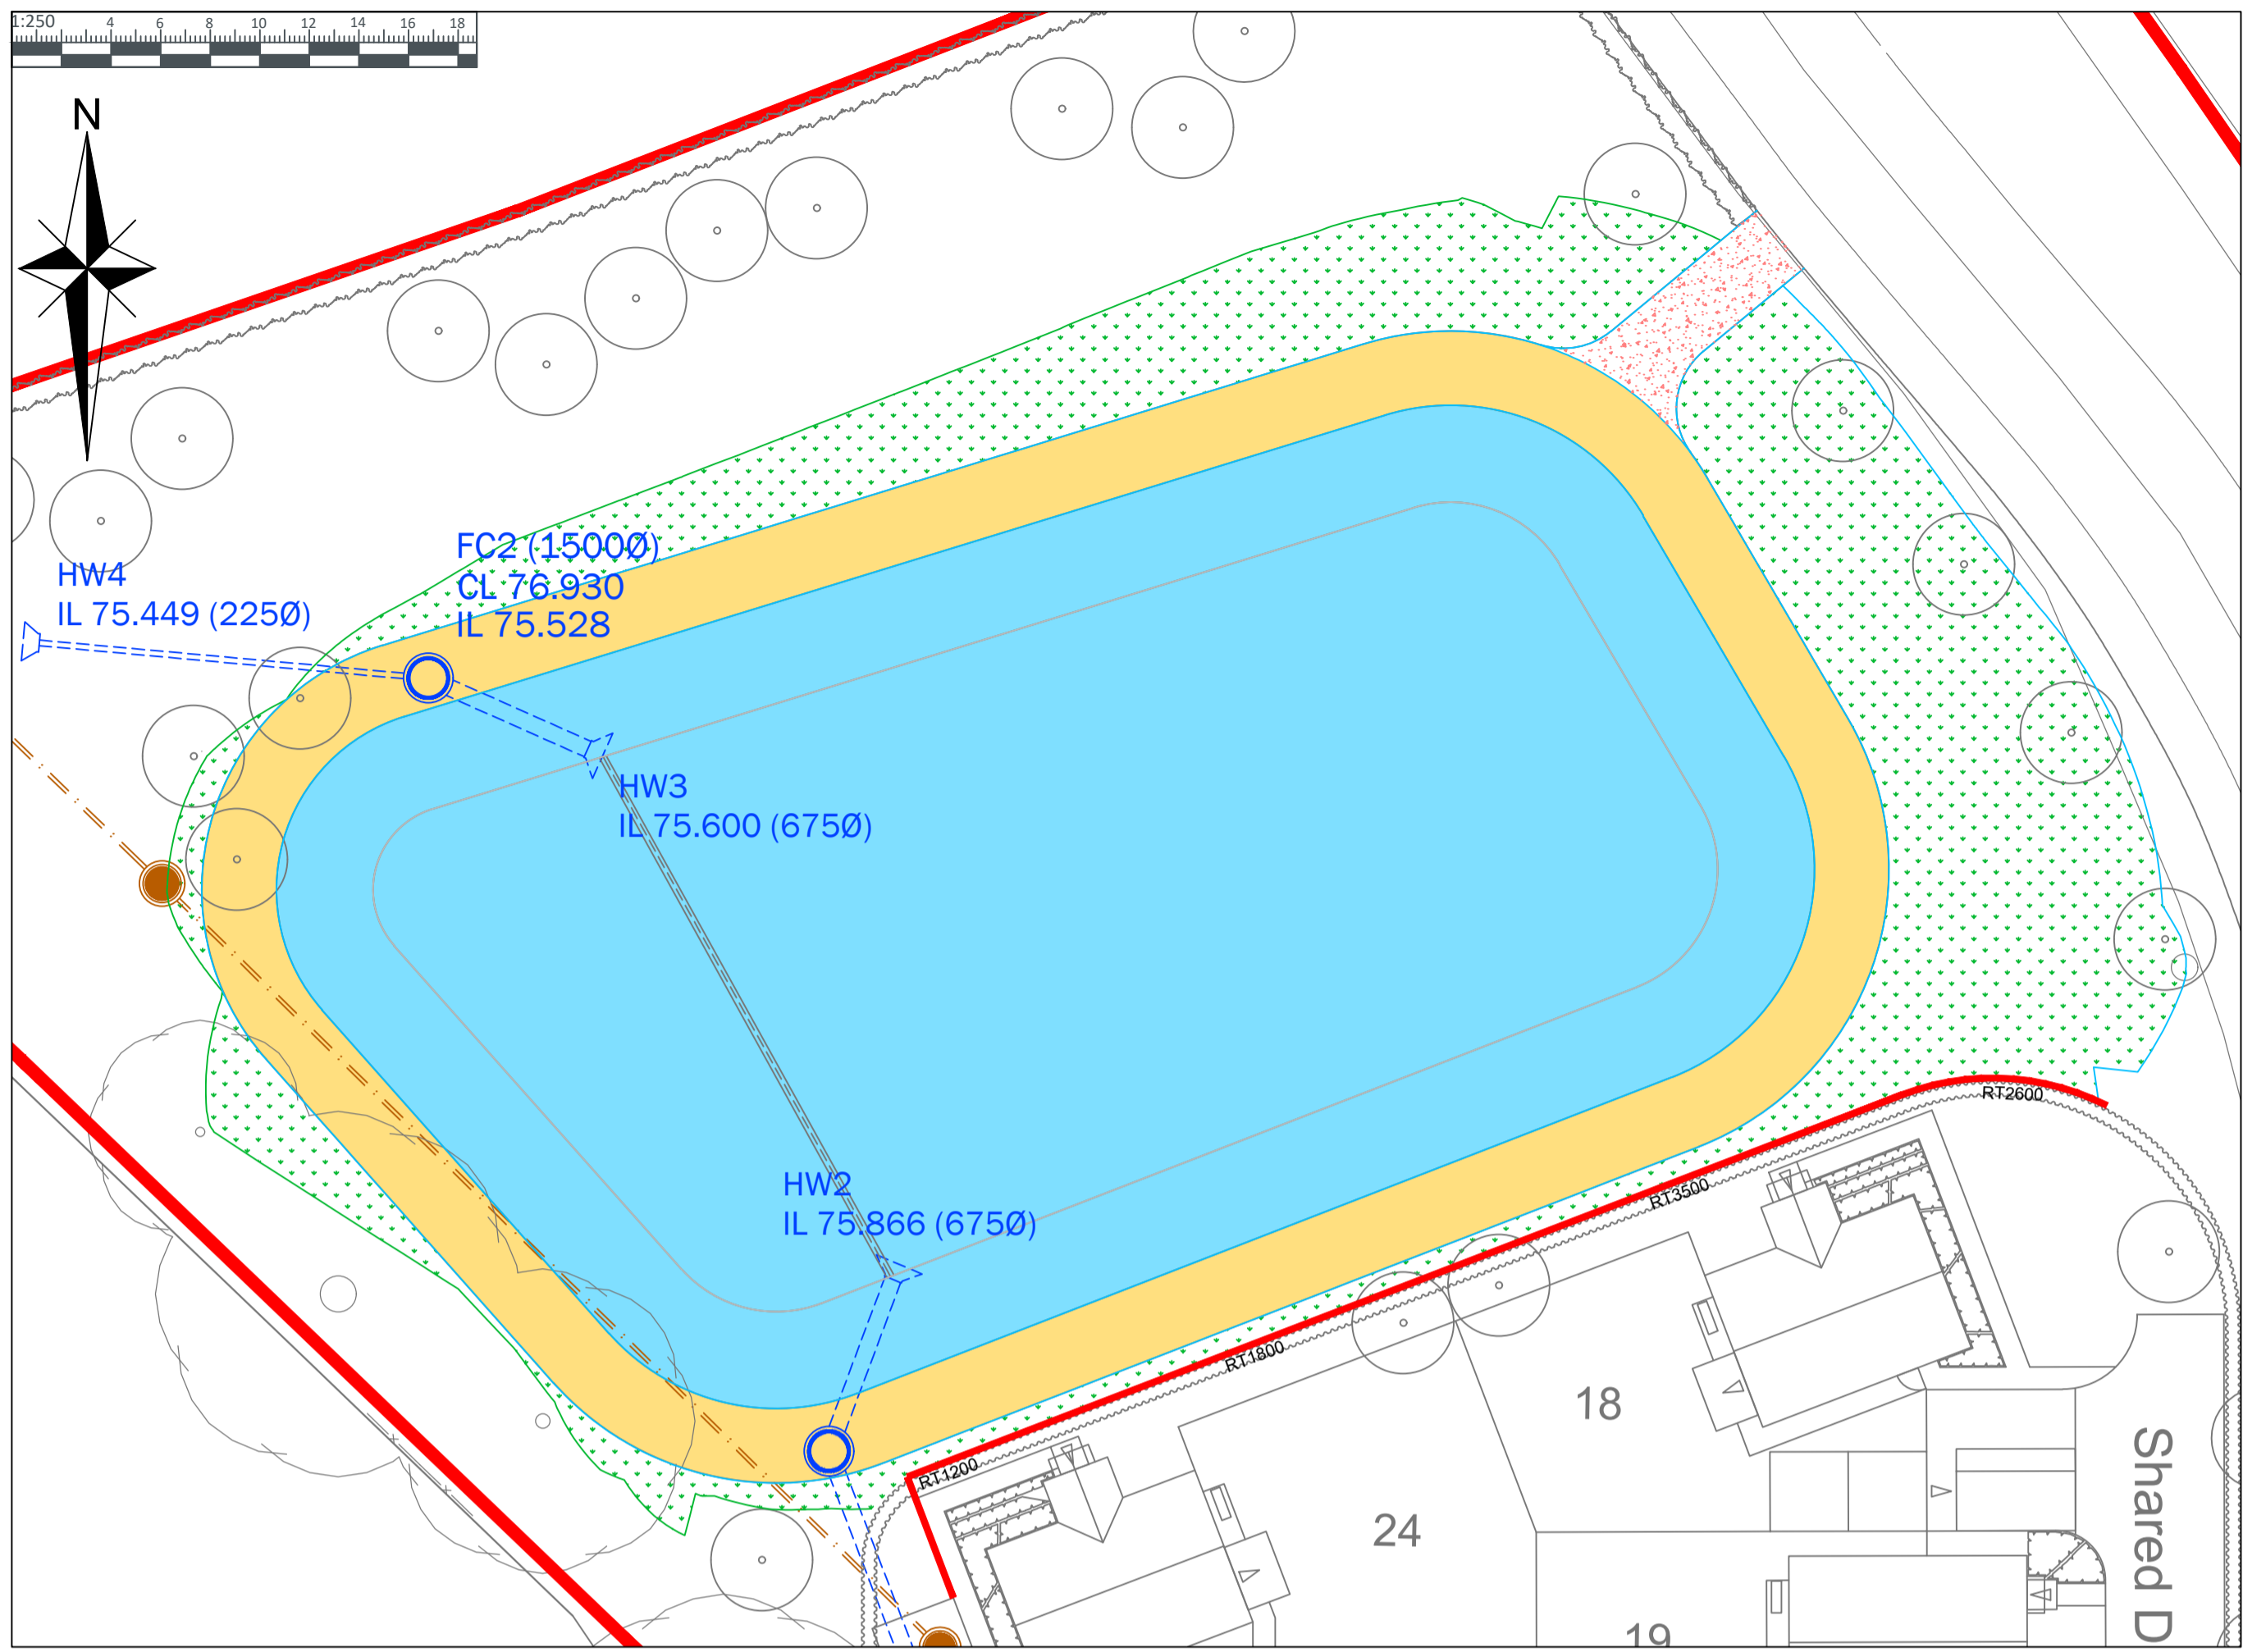 1:250
4 6 8 10 12 14 16 18
N
FC2 (1500Ø)
CL 76.930
IL 75.528
HW4
IL 75.449 (225Ø)
HW3
IL 75.600 (675Ø)
HW2
IL 75.866 (675Ø)
RT2600
RT3500
RT1800
RT1200
18
24
19
Shared D